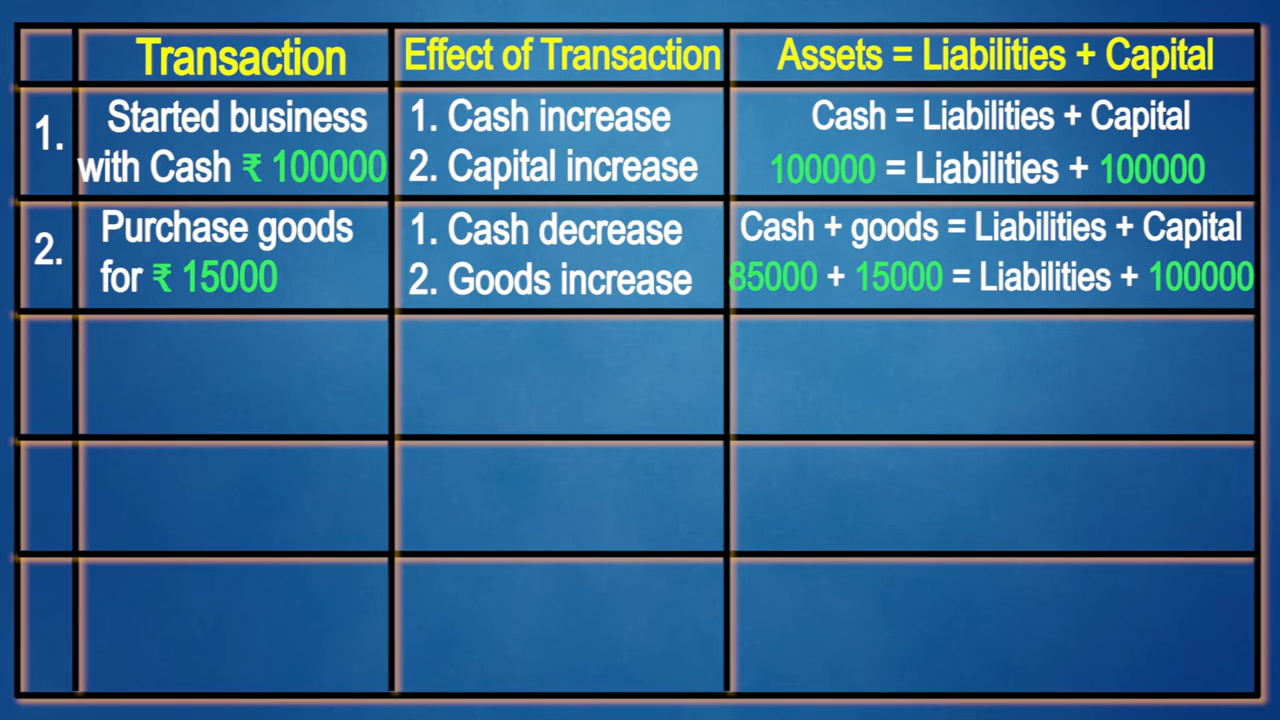 Transaction
Effect of Transaction
Assets = Liabilities + Capital
1.
Started business
with Cash ₹ 100000
1. Cash increase
2. Capital increase
Cash = Liabilities + Capital
100000 = Liabilities + 100000
2.
Purchase goods
for ₹ 15000
1. Cash decrease
2. Goods increase
Cash + goods = Liabilities + Capital
85000 + 15000 = Liabilities + 100000